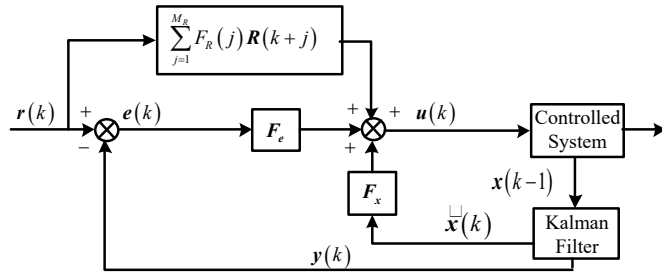 M_R
∑ F_R(j)R(k+j)
j=1
r(k)
+
−
e(k)
F_e
+
+
+
u(k)
Controlled
System
F_x
x(k−1)
x(k)
Kalman
Filter
y(k)